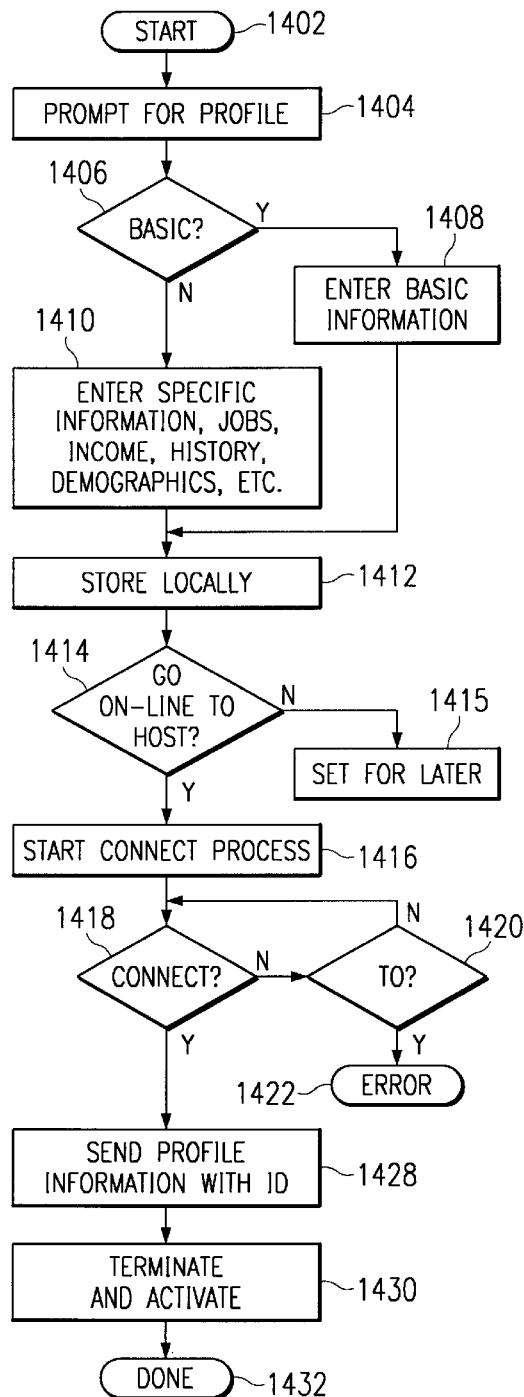 START
1402
PROMPT FOR PROFILE
1404
1406
BASIC?
Y
N
1408
ENTER BASIC
INFORMATION
1410
ENTER SPECIFIC
INFORMATION, JOBS,
INCOME, HISTORY,
DEMOGRAPHICS, ETC.
STORE LOCALLY
1412
1414
GO
ON-LINE TO
HOST?
N
Y
1415
SET FOR LATER
START CONNECT PROCESS
1416
1418
CONNECT?
N
Y
N
1420
TO?
Y
1422
ERROR
SEND PROFILE
INFORMATION WITH ID
1428
TERMINATE
AND ACTIVATE
1430
DONE
1432